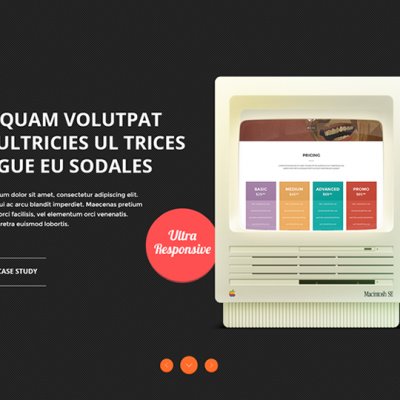 QUAM VOLUTPAT
ULTRICIES UL TRICES
GUE EU SODALES
um dolor sit amet, consectetur adipiscing elit.
ui ac arcu blandit imperdiet. Maecenas pretium
orci facilisis, vel elementum orci venenatis.
retra euismod lobortis.
CASE STUDY
Ultra
Responsive
PRICING
BASIC
MEDIUM
ADVANCED
PROMO
Macintosh SE